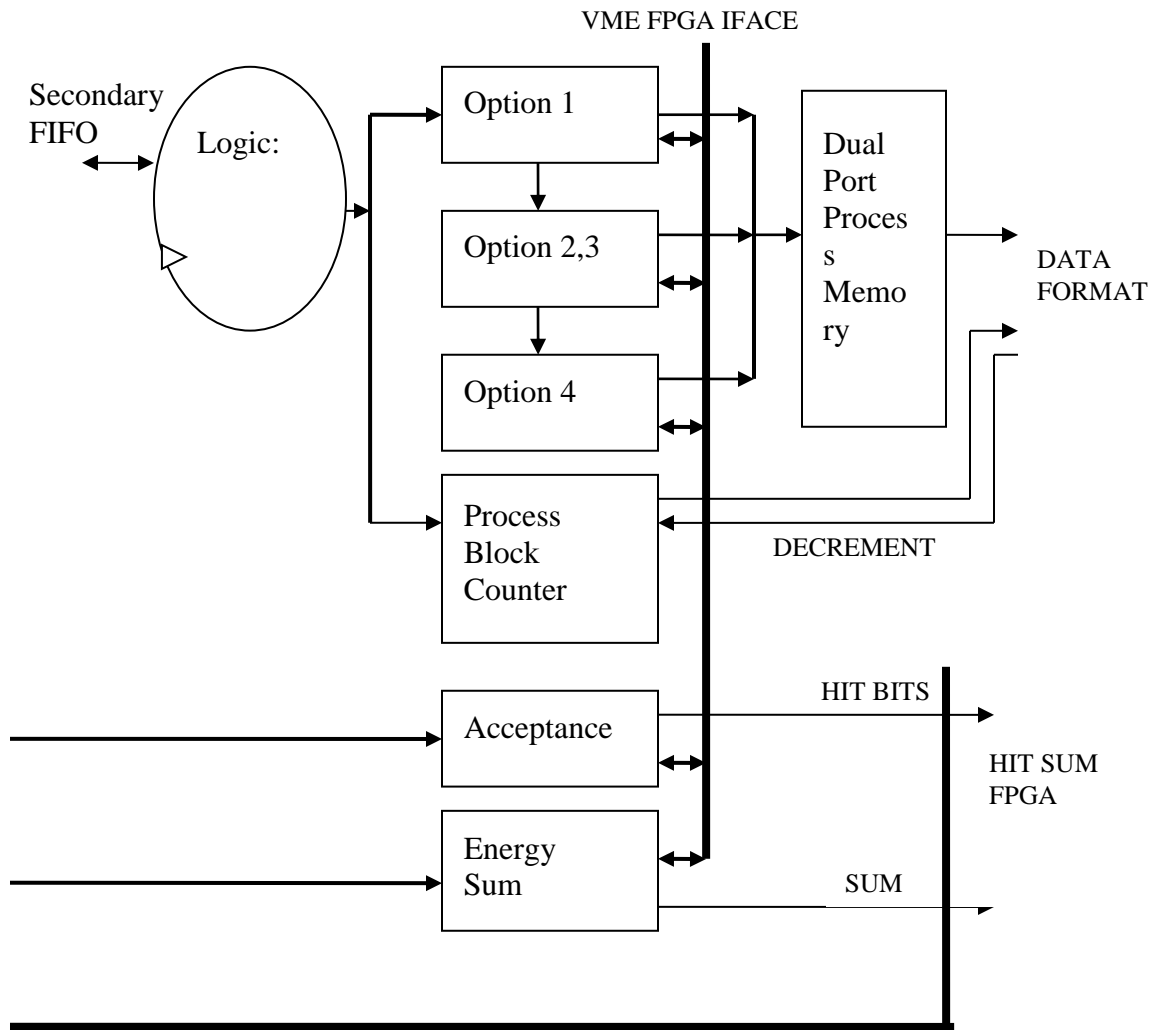 VME FPGA IFACE
Secondary
FIFO
Logic:
Option 1
Option 2,3
Option 4
Dual
Port
Proces
s
Memo
ry
DATA
FORMAT
Process
Block
Counter
DECREMENT
Acceptance
HIT BITS
HIT SUM
FPGA
Energy
Sum
SUM